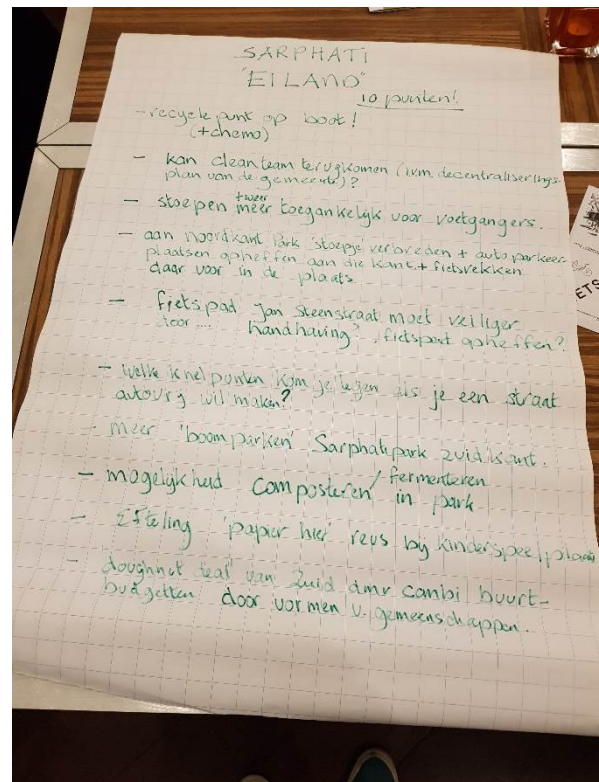 SARPHATI
"EILAND"
10 punten!
- recycle punt op boot!
(+chemo)
- kan cleanteam terugkomen (i.v.m. decentraliserings-
plan van de gemeente)?
- stoepen meer toegankelijk voor voetgangers.
- aan noordkant Park 'stoepje' verbreden + auto parkeer-
plaatsen opheffen aan die kant + fietsrekken
daar voor in de plaats
- fietspad Jan Steenstraat moet veiliger
door ... handhaving? fietspad opheffen?
- welke knelpunten kom je tegen als je een straat
autovrij wil maken?
- meer 'boomparken' Sarphatipark zuidkant.
- mogelijkheid composteren/fermenteren
in park
- Efteling 'papier hier' reus bij kinderspeelplaats
- doughnut deal van Zuid dmv combi buurt-
budgetten door vormen v. gemeenschappen.
ETS